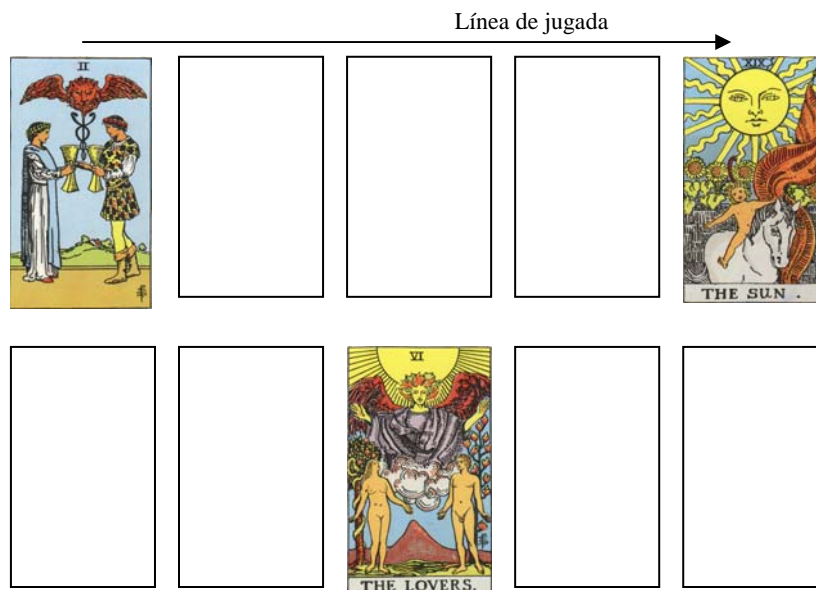 Línea de jugada
II
XIX
THE SUN .
VI
THE LOVERS.